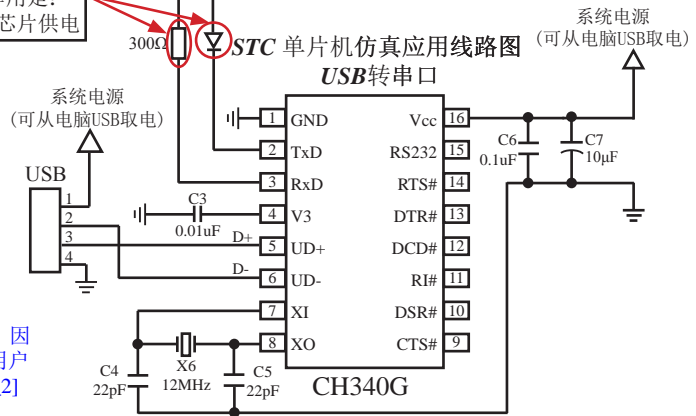 用是：
芯片供电
300Ω
STC 单片机仿真应用线路图
USB转串口
系统电源
(可从电脑USB取电)
系统电源
(可从电脑USB取电)
USB
1
2
3
4
C3
0.01uF
D+
D-
1 GND
2 TxD
3 RxD
4 V3
5 UD+
6 UD-
7 XI
8 XO
Vcc 16
RS232 15
RTS# 14
DTR# 13
DCD# 12
RI# 11
DSR# 10
CTS# 9
CH340G
C6
0.1uF
C7
10μF
C4
22pF
X6
12MHz
C5
22pF
因
用户
2]